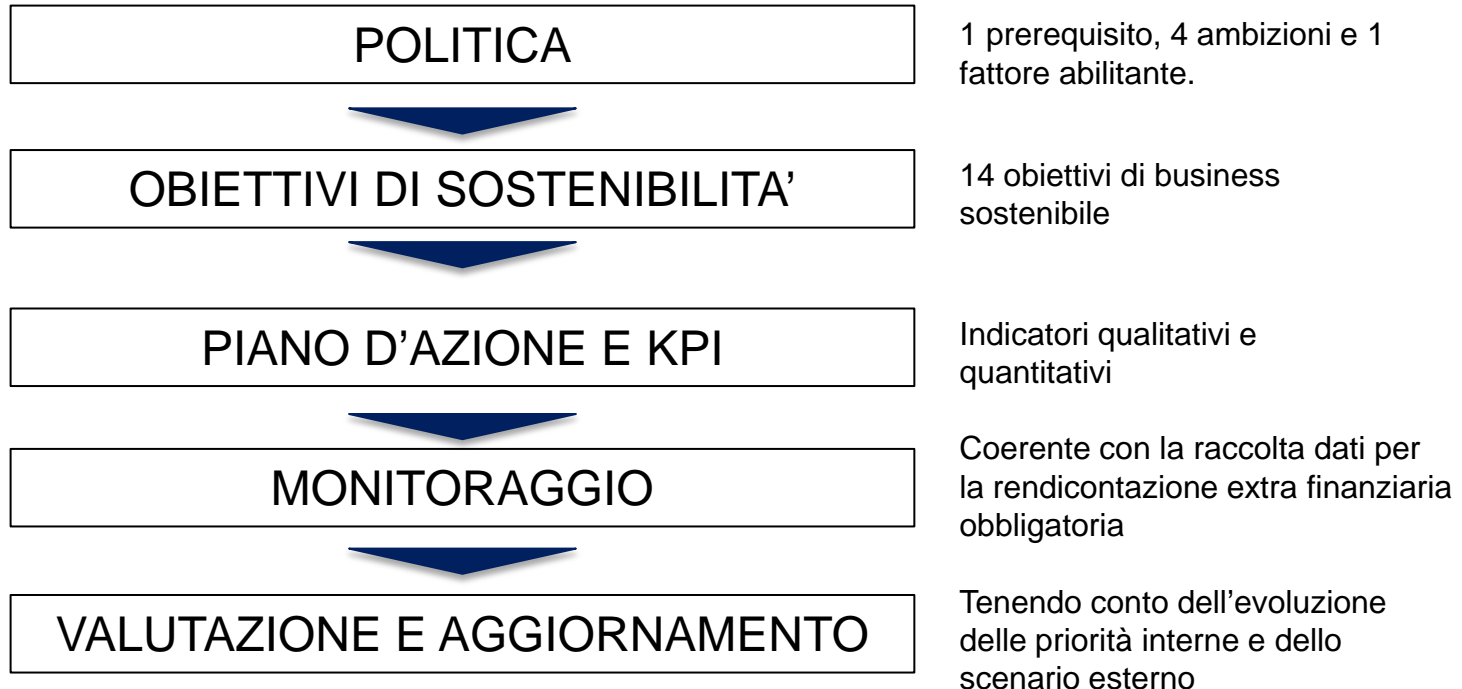 POLITICA
1 prerequisito, 4 ambizioni e 1
fattore abilitante.
OBIETTIVI DI SOSTENIBILITA’
14 obiettivi di business
sostenibile
PIANO D’AZIONE E KPI
Indicatori qualitativi e
quantitativi
MONITORAGGIO
Coerente con la raccolta dati per
la rendicontazione extra finanziaria
obbligatoria
VALUTAZIONE E AGGIORNAMENTO
Tenendo conto dell’evoluzione
delle priorità interne e dello
scenario esterno